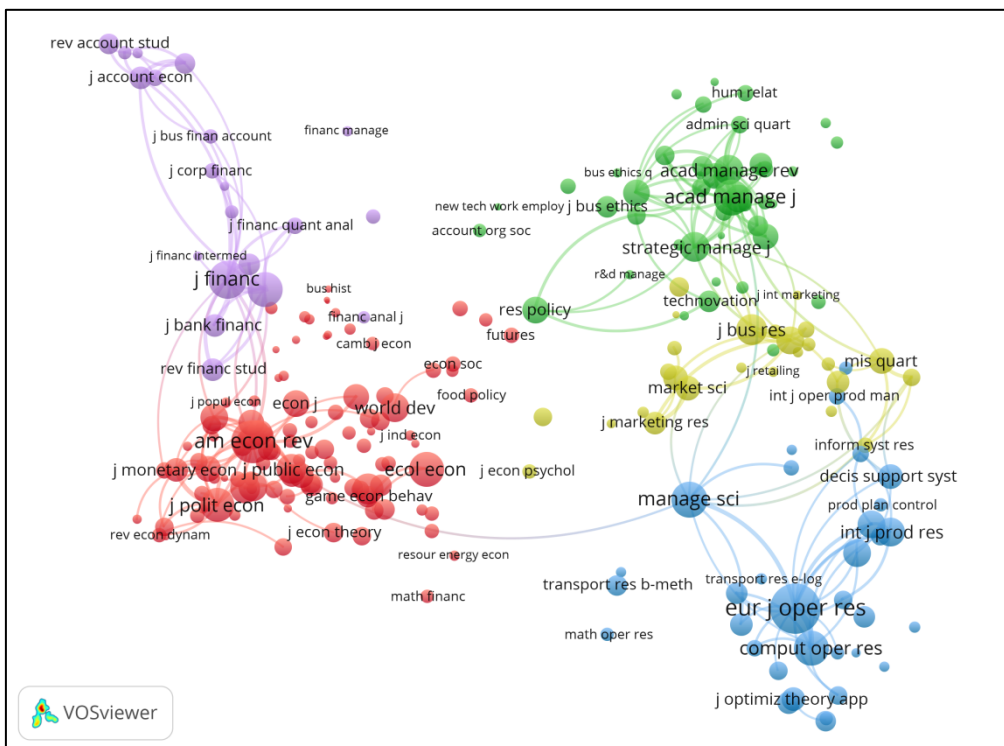 rev account stud
j account econ
hum relat
admin sci quart
j bus finan account
financ manage
j corp financ
bus ethics q
acad manage rev
acad manage j
new tech work employ
j bus ethics
j financ quant anal
account org soc
strategic manage j
j financ intermed
r&d manage
j financ
bus hist
technovation
j int marketing
res policy
financ anal j
j bank financ
futures
j bus res
camb j econ
econ soc
mis quart
rev financ stud
j retailing
market sci
j popul econ
food policy
int j oper prod man
econ j
world dev
j marketing res
j ind econ
am econ rev
inform syst res
j monetary econ
j public econ
ecol econ
j econ psychol
decis support syst
game econ behav
manage sci
j polit econ
prod plan control
rev econ dynam
j econ theory
int j prod res
resour energy econ
transport res b-meth
transport res e-log
math financ
eur j oper res
math oper res
comput oper res
j optimiz theory app
VOSviewer